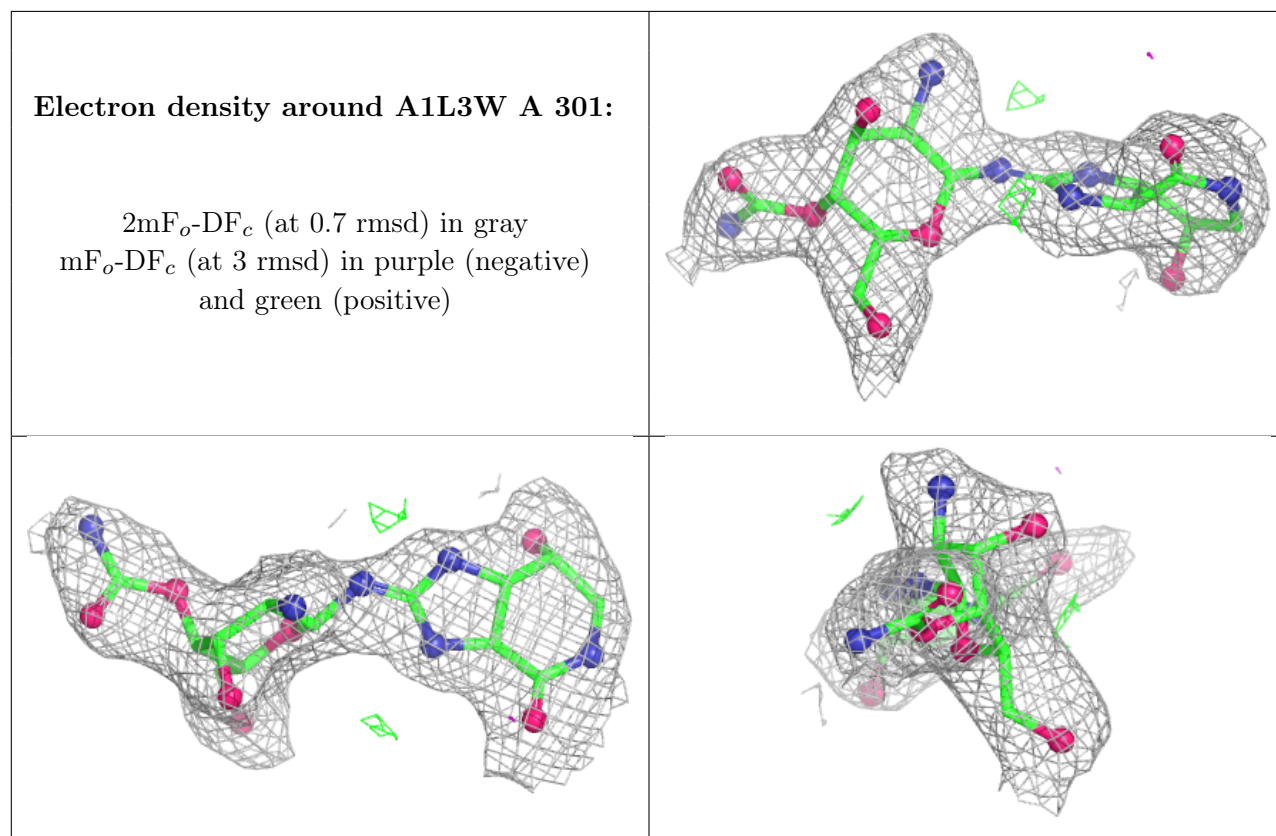 Electron density around A1L3W A 301:
2mFo-DFc (at 0.7 rmsd) in gray
mFo-DFc (at 3 rmsd) in purple (negative)
and green (positive)